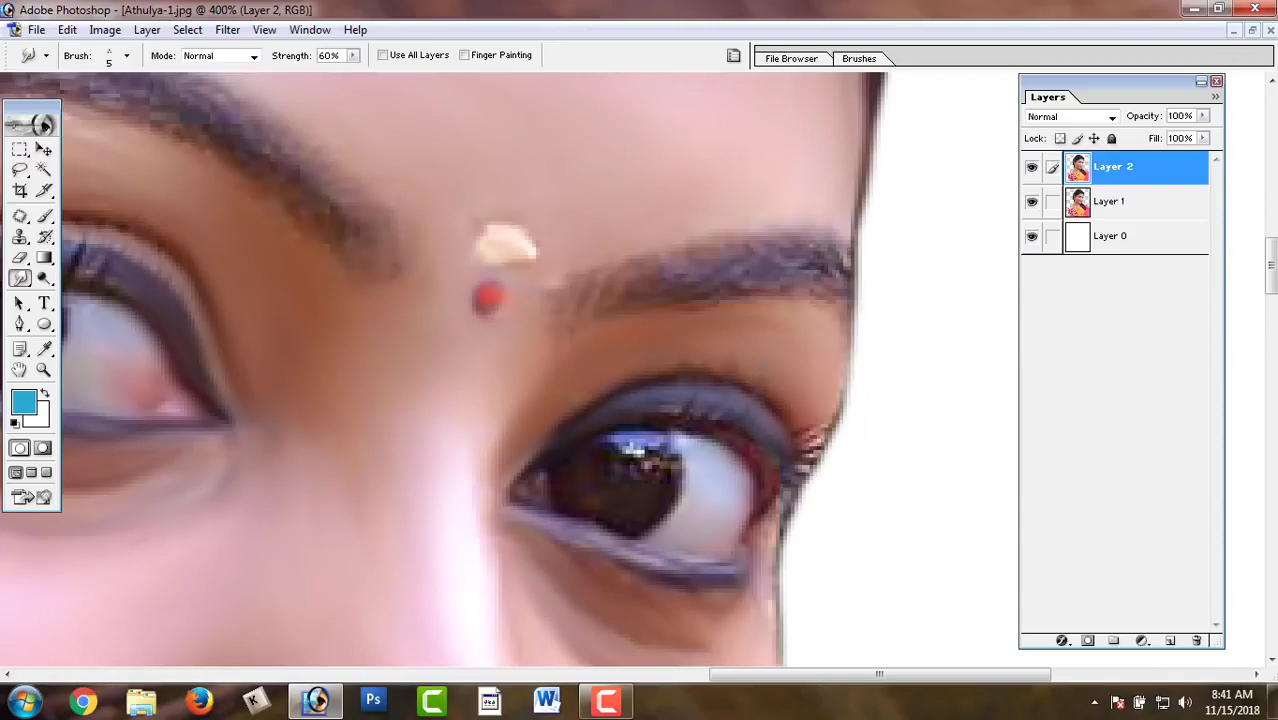 Adobe Photoshop - [Athulya-1.jpg @ 400% (Layer 2, RGB)]
File Edit Image Layer Select Filter View Window Help
Brush: 5 Mode: Normal Strength: 60% Use All Layers Finger Painting File Browser Brushes
Layers
Normal Opacity: 100%
Lock: Fill: 100%
Layer 2
Layer 1
Layer 0
T
K Ps C W C
8:41 AM
11/15/2018